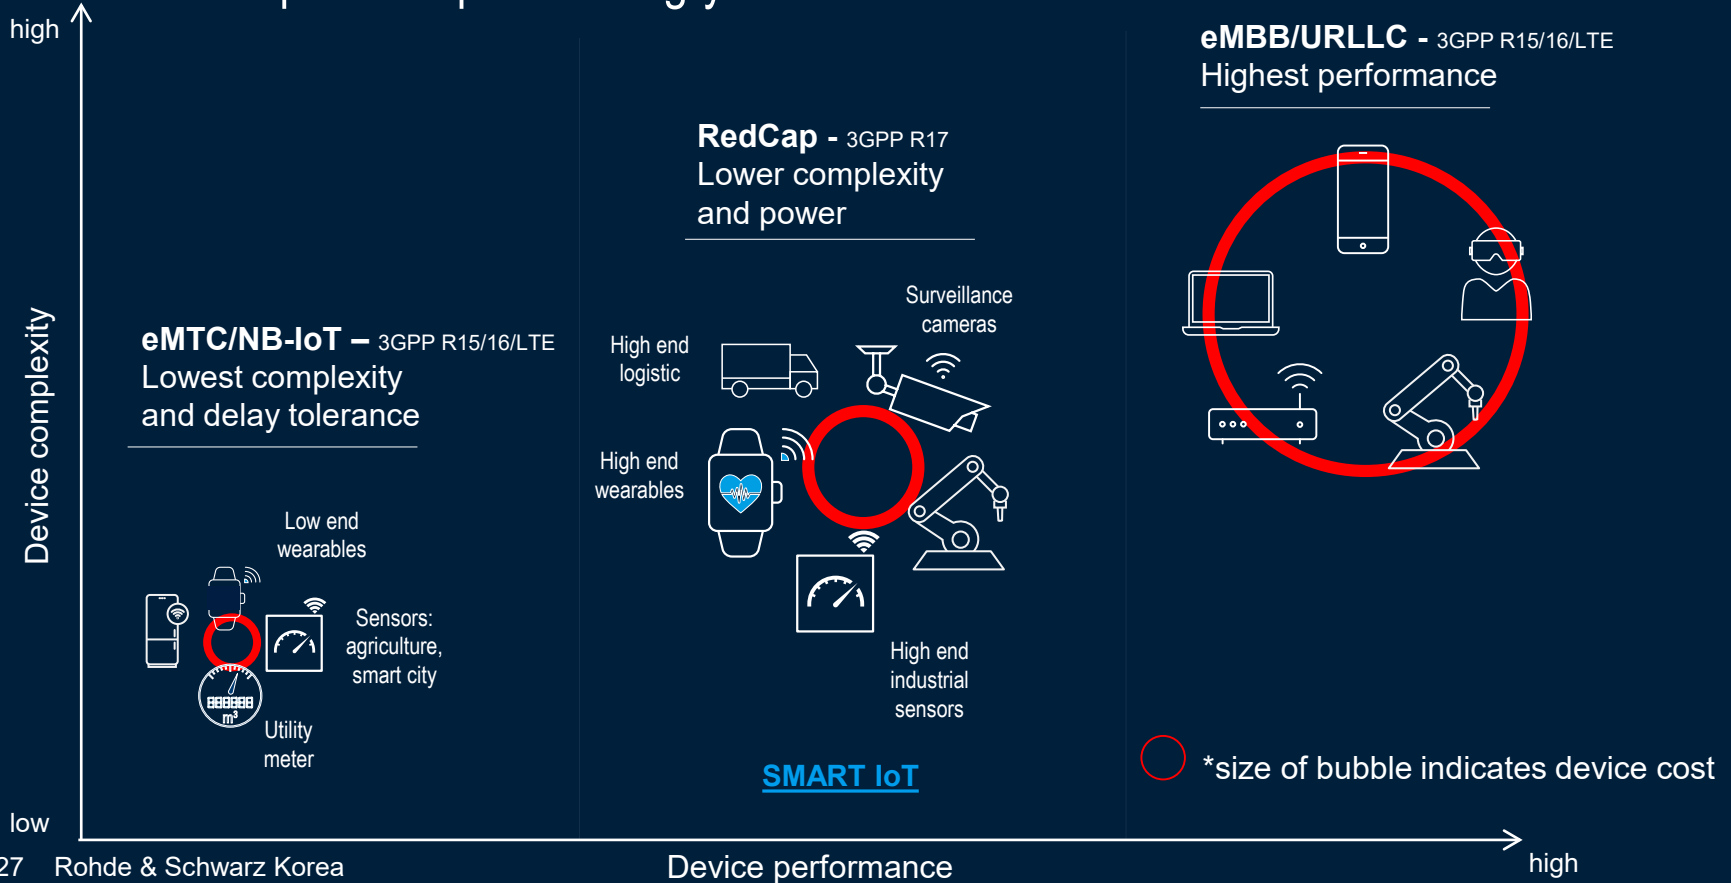 high
eMBB/URLLC - 3GPP R15/16/LTE
Highest performance
RedCap - 3GPP R17
Lower complexity
and power
eMTC/NB-IoT – 3GPP R15/16/LTE
Lowest complexity
and delay tolerance
Device complexity
Surveillance
cameras
High end
logistic
High end
wearables
High end
industrial
sensors
Low end
wearables
Sensors:
agriculture,
smart city
m³
Utility
meter
SMART IoT
*size of bubble indicates device cost
low
27 Rohde & Schwarz Korea
Device performance
high